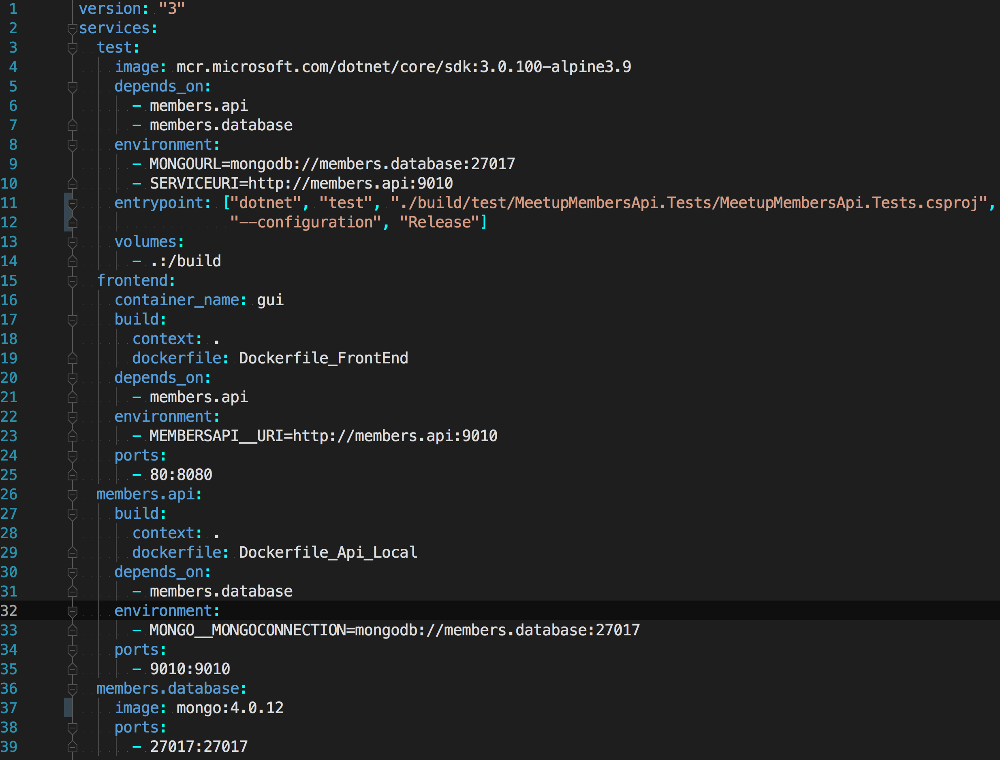 1 version: "3"
2 services:
3   test:
4     image: mcr.microsoft.com/dotnet/core/sdk:3.0.100-alpine3.9
5     depends_on:
6       - members.api
7       - members.database
8     environment:
9       - MONGOURL=mongodb://members.database:27017
10       - SERVICEURI=http://members.api:9010
11     entrypoint: ["dotnet", "test", "./build/test/MeetupMembersApi.Tests/MeetupMembersApi.Tests.csproj",
12                  "--configuration", "Release"]
13     volumes:
14       - .:/build
15   frontend:
16     container_name: gui
17     build:
18       context: .
19       dockerfile: Dockerfile_FrontEnd
20     depends_on:
21       - members.api
22     environment:
23       - MEMBERSAPI__URI=http://members.api:9010
24     ports:
25       - 80:8080
26   members.api:
27     build:
28       context: .
29       dockerfile: Dockerfile_Api_Local
30     depends_on:
31       - members.database
32     environment:
33       - MONGO__MONGOCONNECTION=mongodb://members.database:27017
34     ports:
35       - 9010:9010
36   members.database:
37     image: mongo:4.0.12
38     ports:
39       - 27017:27017